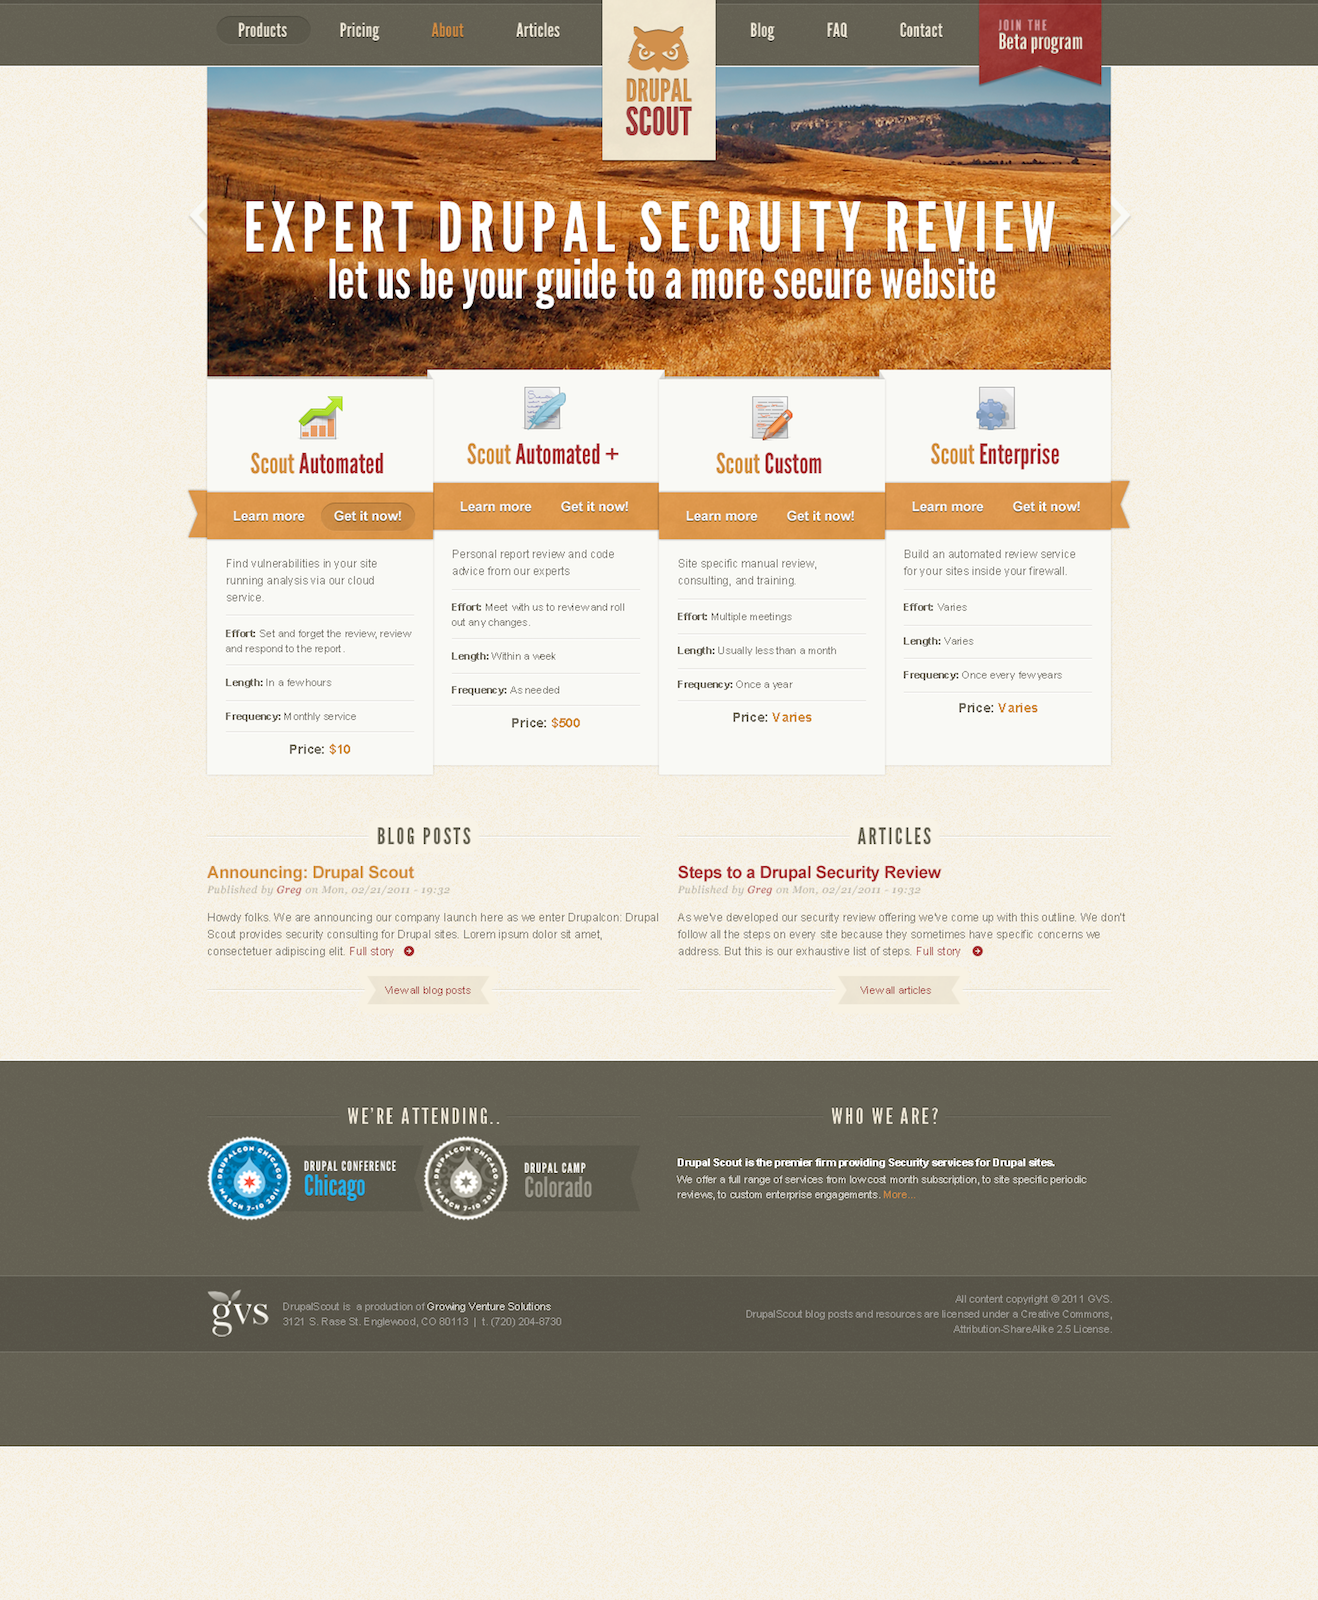 Products
Pricing
About
Articles
DRUPAL
SCOUT
Blog
FAQ
Contact
JOIN THE
Beta program
EXPERT DRUPAL SECRUITY REVIEW
let us be your guide to a more secure website
Scout Automated
Learn more
Get it now!
Find vulnerabilities in your site
running analysis via our cloud
service.
Effort: Set and forget the review, review
and respond to the report.
Length: In a few hours
Frequency: Monthly service
Price: $10
Scout Automated +
Learn more
Get it now!
Personal report review and code
advice from our experts
Effort: Meet with us to review and roll
out any changes.
Length: Within a week
Frequency: As needed
Price: $500
Scout Custom
Learn more
Get it now!
Site specific manual review,
consulting, and training.
Effort: Multiple meetings
Length: Usually less than a month
Frequency: Once a year
Price: Varies
Scout Enterprise
Learn more
Get it now!
Build an automated review service
for your sites inside your firewall.
Effort: Varies
Length: Varies
Frequency: Once every few years
Price: Varies
BLOG POSTS
Announcing: Drupal Scout
Published by Greg on Mon, 02/21/2011 - 19:32
Howdy folks. We are announcing our company launch here as we enter Drupalcon: Drupal
Scout provides security consulting for Drupal sites. Lorem ipsum dolor sit amet,
consectetuer adipiscing elit. Full story
View all blog posts
ARTICLES
Steps to a Drupal Security Review
Published by Greg on Mon, 02/21/2011 - 19:32
As we've developed our security review offering we've come up with this outline. We don't
follow all the steps on every site because they sometimes have specific concerns we
address. But this is our exhaustive list of steps. Full story
View all articles
WE'RE ATTENDING..
DRUPALCON CHICAGO
MARCH 7-10 2011
DRUPAL CONFERENCE
Chicago
DRUPALCON CHICAGO
MARCH 7-10 2011
DRUPAL CAMP
Colorado
WHO WE ARE?
Drupal Scout is the premier firm providing Security services for Drupal sites.
We offer a full range of services from low cost month subscription, to site specific periodic
reviews, to custom enterprise engagements. More...
gvs
DrupalScout is a production of Growing Venture Solutions
3121 S. Rase St. Englewood, CO 80113 | t. (720) 204-8730
All content copyright © 2011 GVS.
DrupalScout blog posts and resources are licensed under a Creative Commons,
Attribution-ShareAlike 2.5 License.